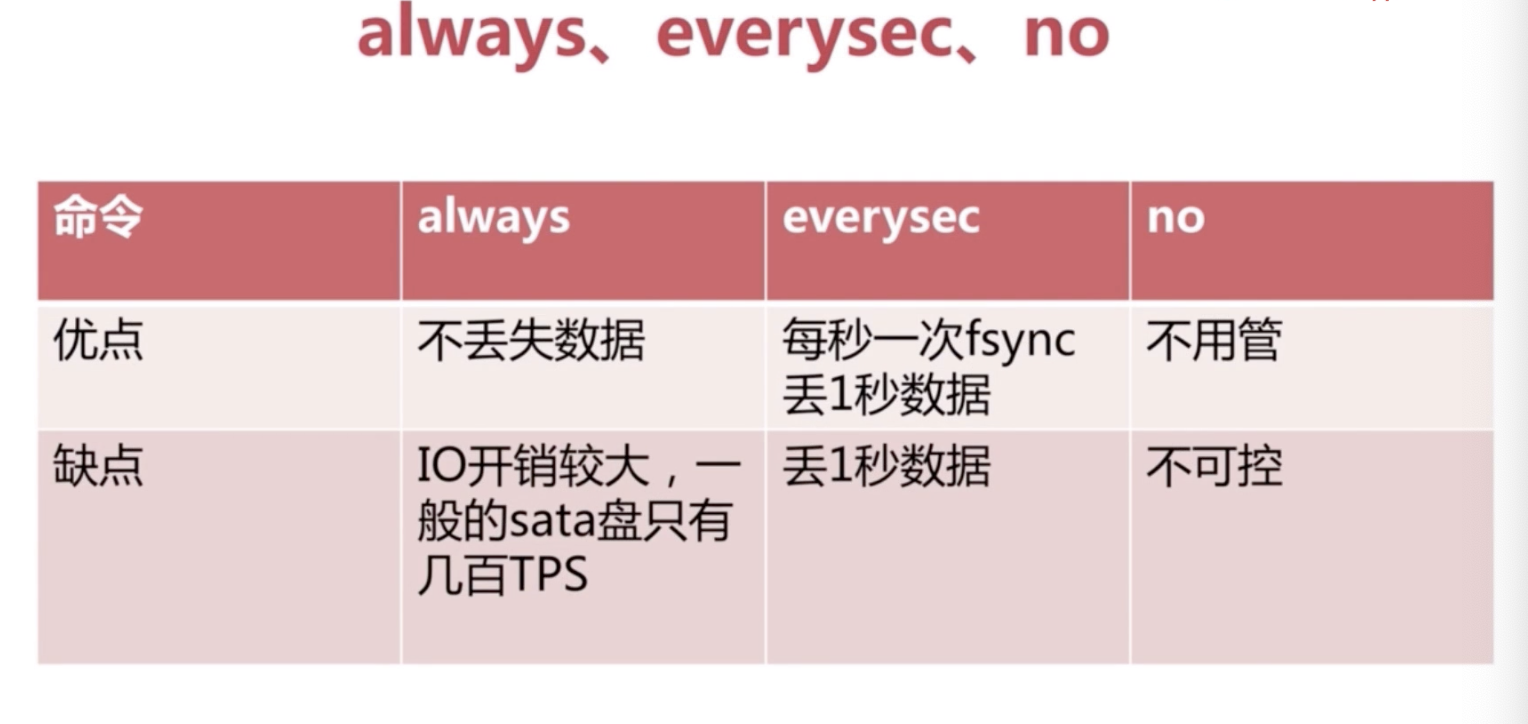 always、everysec、no
命令
always
everysec
no
优点
不丢失数据
每秒一次fsync
丢1秒数据
不用管
缺点
IO开销较大，一
般的sata盘只有
几百TPS
丢1秒数据
不可控